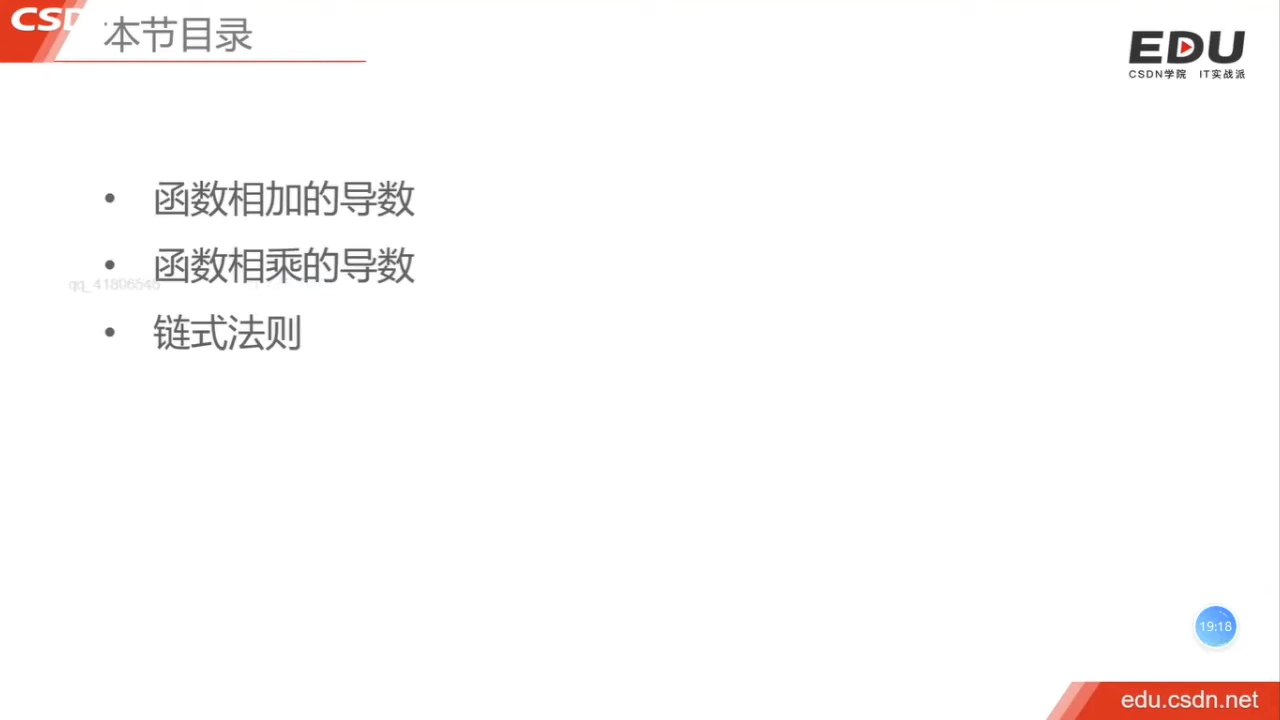 CSD
本节目录
EDU
CSDN学院 IT实战派
• 函数相加的导数
• 函数相乘的导数
qq_41806546
• 链式法则
19:18
edu.csdn.net